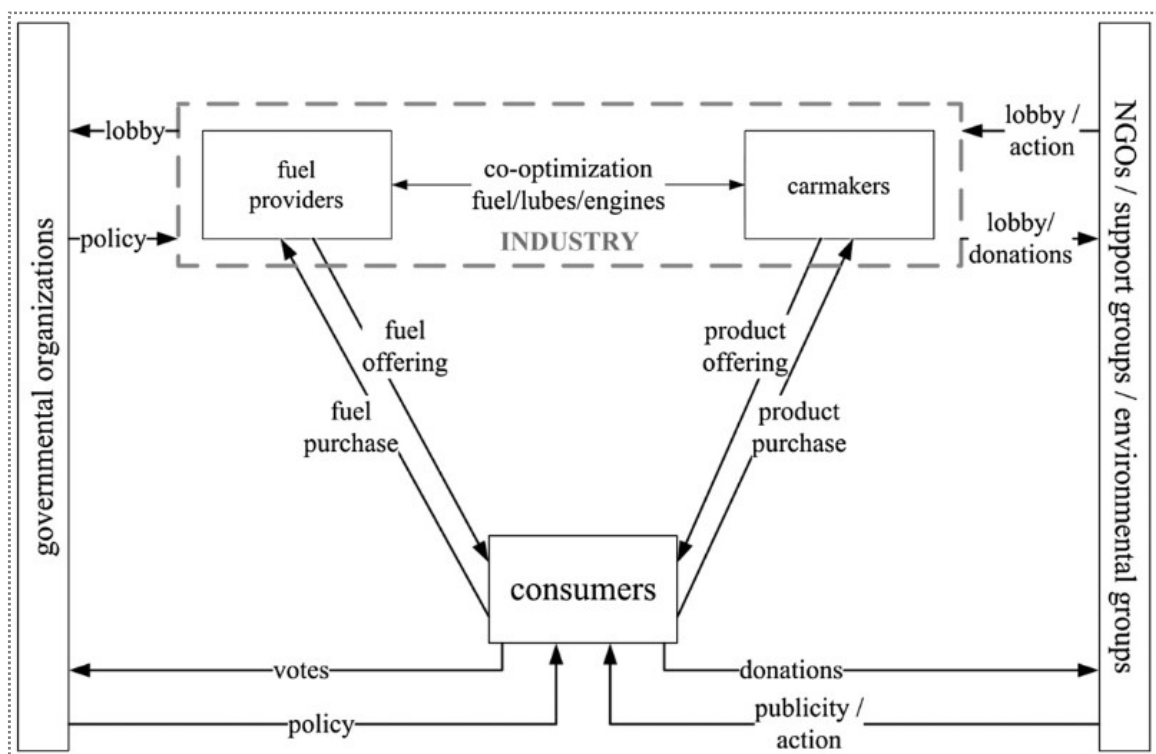 governmental organizations
lobby
policy
fuel
providers
co-optimization
fuel/lubes/engines
INDUSTRY
carmakers
lobby /
action
lobby/
donations
NGOs / support groups / environmental groups
fuel
offering
fuel
purchase
product
offering
product
purchase
consumers
votes
donations
policy
publicity /
action